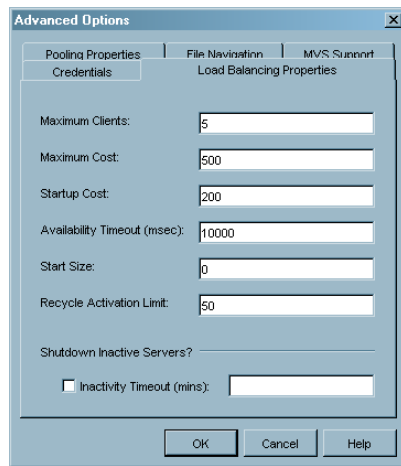 Advanced Options
Pooling Properties File Navigation MVS Support
Credentials Load Balancing Properties
Maximum Clients: 5
Maximum Cost: 500
Startup Cost: 200
Availability Timeout (msec): 10000
Start Size: 0
Recycle Activation Limit: 50
Shutdown Inactive Servers?
Inactivity Timeout (mins):
OK Cancel Help